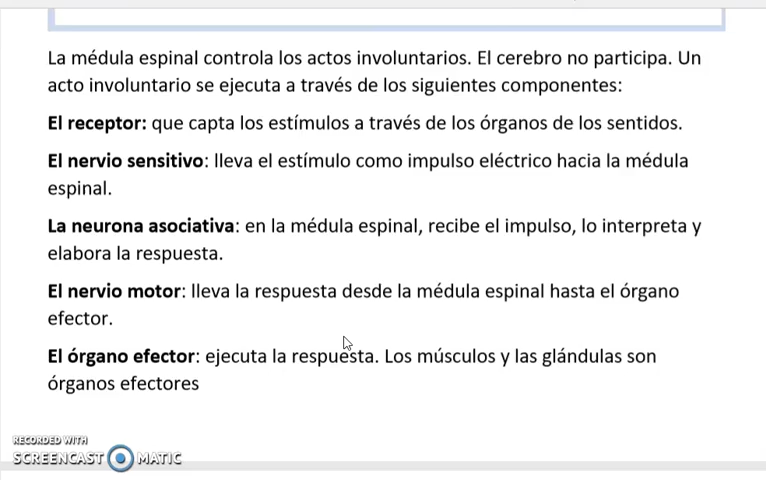 La médula espinal controla los actos involuntarios. El cerebro no participa. Un
acto involuntario se ejecuta a través de los siguientes componentes:
El receptor: que capta los estímulos a través de los órganos de los sentidos.
El nervio sensitivo: lleva el estímulo como impulso eléctrico hacia la médula
espinal.
La neurona asociativa: en la médula espinal, recibe el impulso, lo interpreta y
elabora la respuesta.
El nervio motor: lleva la respuesta desde la médula espinal hasta el órgano
efector.
El órgano efector: ejecuta la respuesta. Los músculos y las glándulas son
órganos efectores
RECORDED WITH
SCREENCAST MATIC